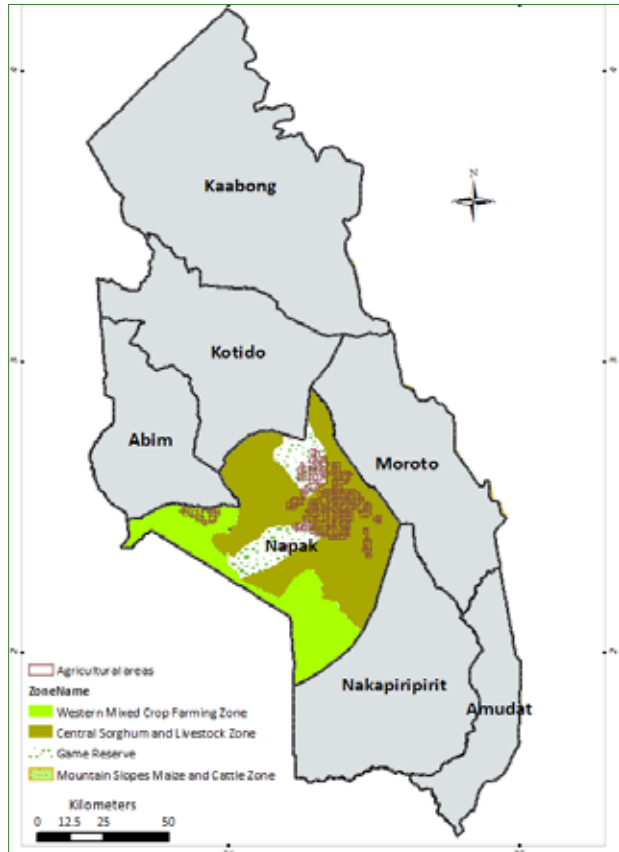 Kaabong
Kotido
Abim
Moroto
Napak
Nakapiripirit
Amudat
Agricultural areas
ZoneName
Western Mixed Crop Farming Zone
Central Sorghum and Livestock Zone
Game Reserve
Mountain Slopes Maize and Cattle Zone
Kilometers
0 12.5 25 50